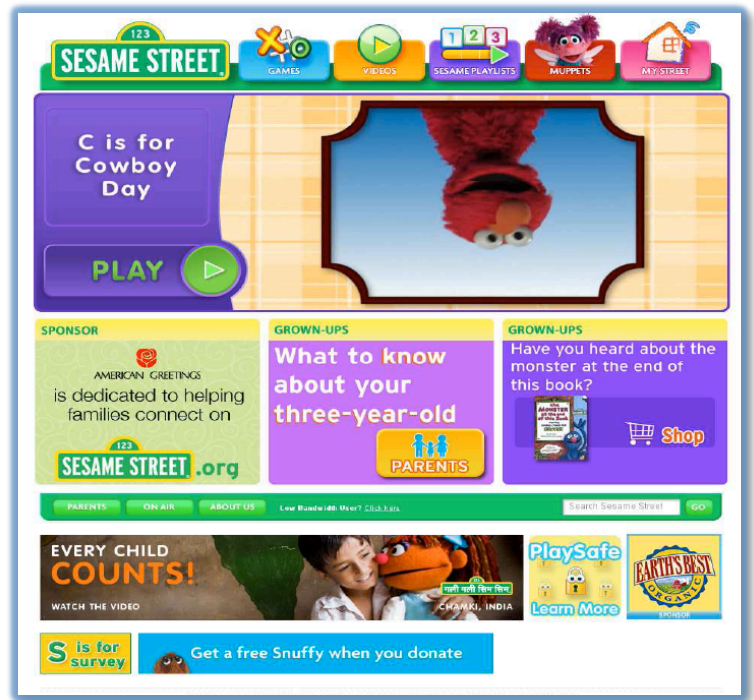 123
SESAME STREET
GAMES
VIDEOS
1 2 3
SESAME PLAYLISTS
MUPPETS
MY STREET
C is for
Cowboy
Day
PLAY
SPONSOR
AMERICAN GREETINGS
is dedicated to helping
families connect on
123
SESAME STREET.org
GROWN-UPS
What to know
about your
three-year-old
PARENTS
GROWN-UPS
Have you heard about the
monster at the end of
this book?
Shop
PARENTS
ON AIR
ABOUT US
Low Bandwidth User? Click Here
Search Sesame Street
GO
EVERY CHILD
COUNTS!
WATCH THE VIDEO
गली गली सिम सिम
CHAMKI, INDIA
PlaySafe
Learn More
EARTH'S BEST
ORGANIC
SPONSOR
S is for
survey
Get a free Snuffy when you donate